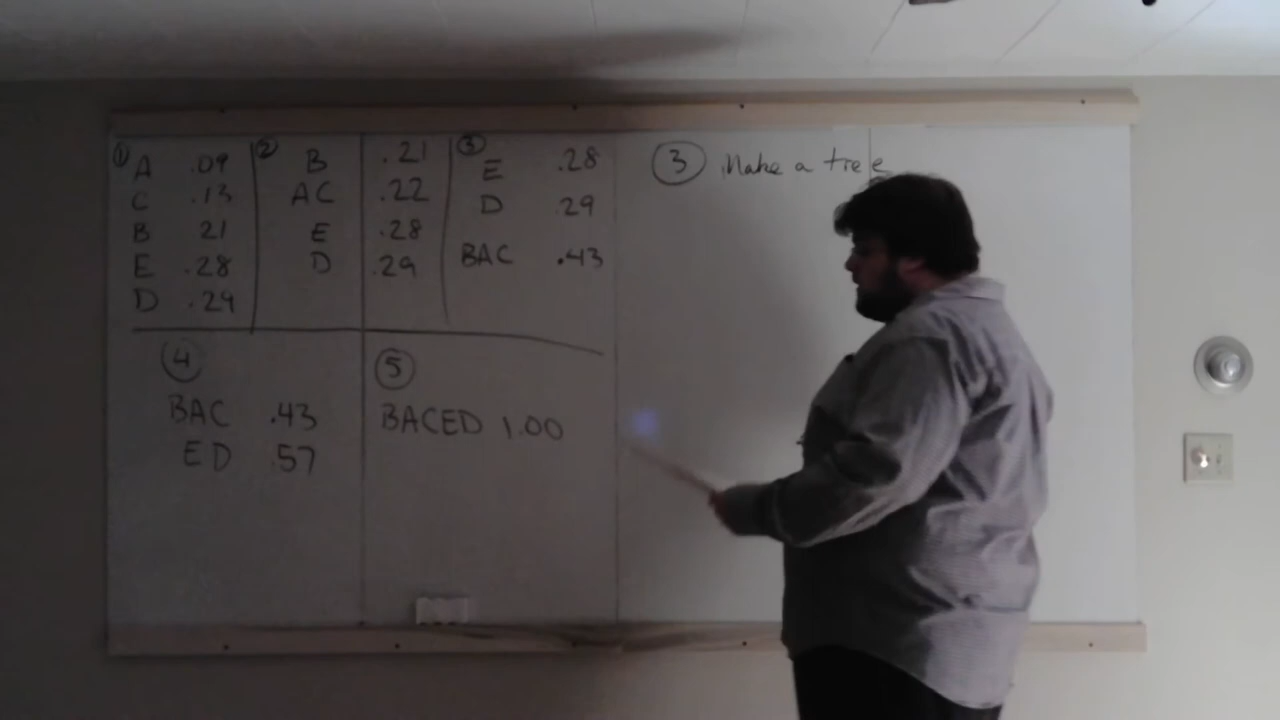 ① A .09
C .13
B 21
E .28
D .29
② B .21
AC .22
E .28
D .29
③ E .28
D .29
BAC .43
④
BAC .43
ED .57
⑤
BACED 1.00
③ Make a tree